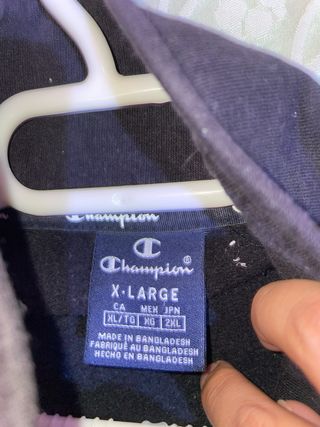 Champion
Champion®
X·LARGE
CA MEX JPN
XL/TG XG 2XL
MADE IN BANGLADESH
FABRIQUÉ AU BANGLADESH
HECHO EN BANGLADESH